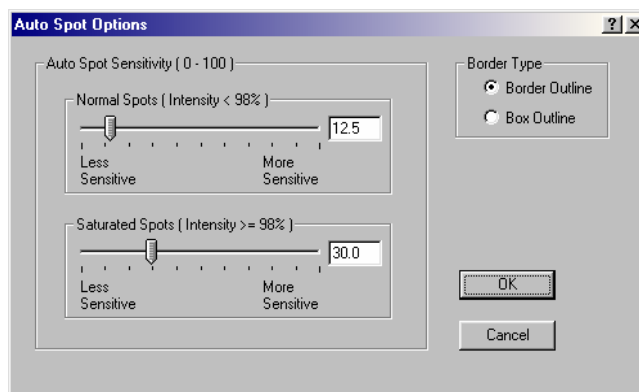 Auto Spot Options
Auto Spot Sensitivity ( 0 - 100 )
Normal Spots ( Intensity < 98% )
12.5
Less Sensitive
More Sensitive
Saturated Spots ( Intensity >= 98% )
30.0
Less Sensitive
More Sensitive
Border Type
Border Outline
Box Outline
OK
Cancel